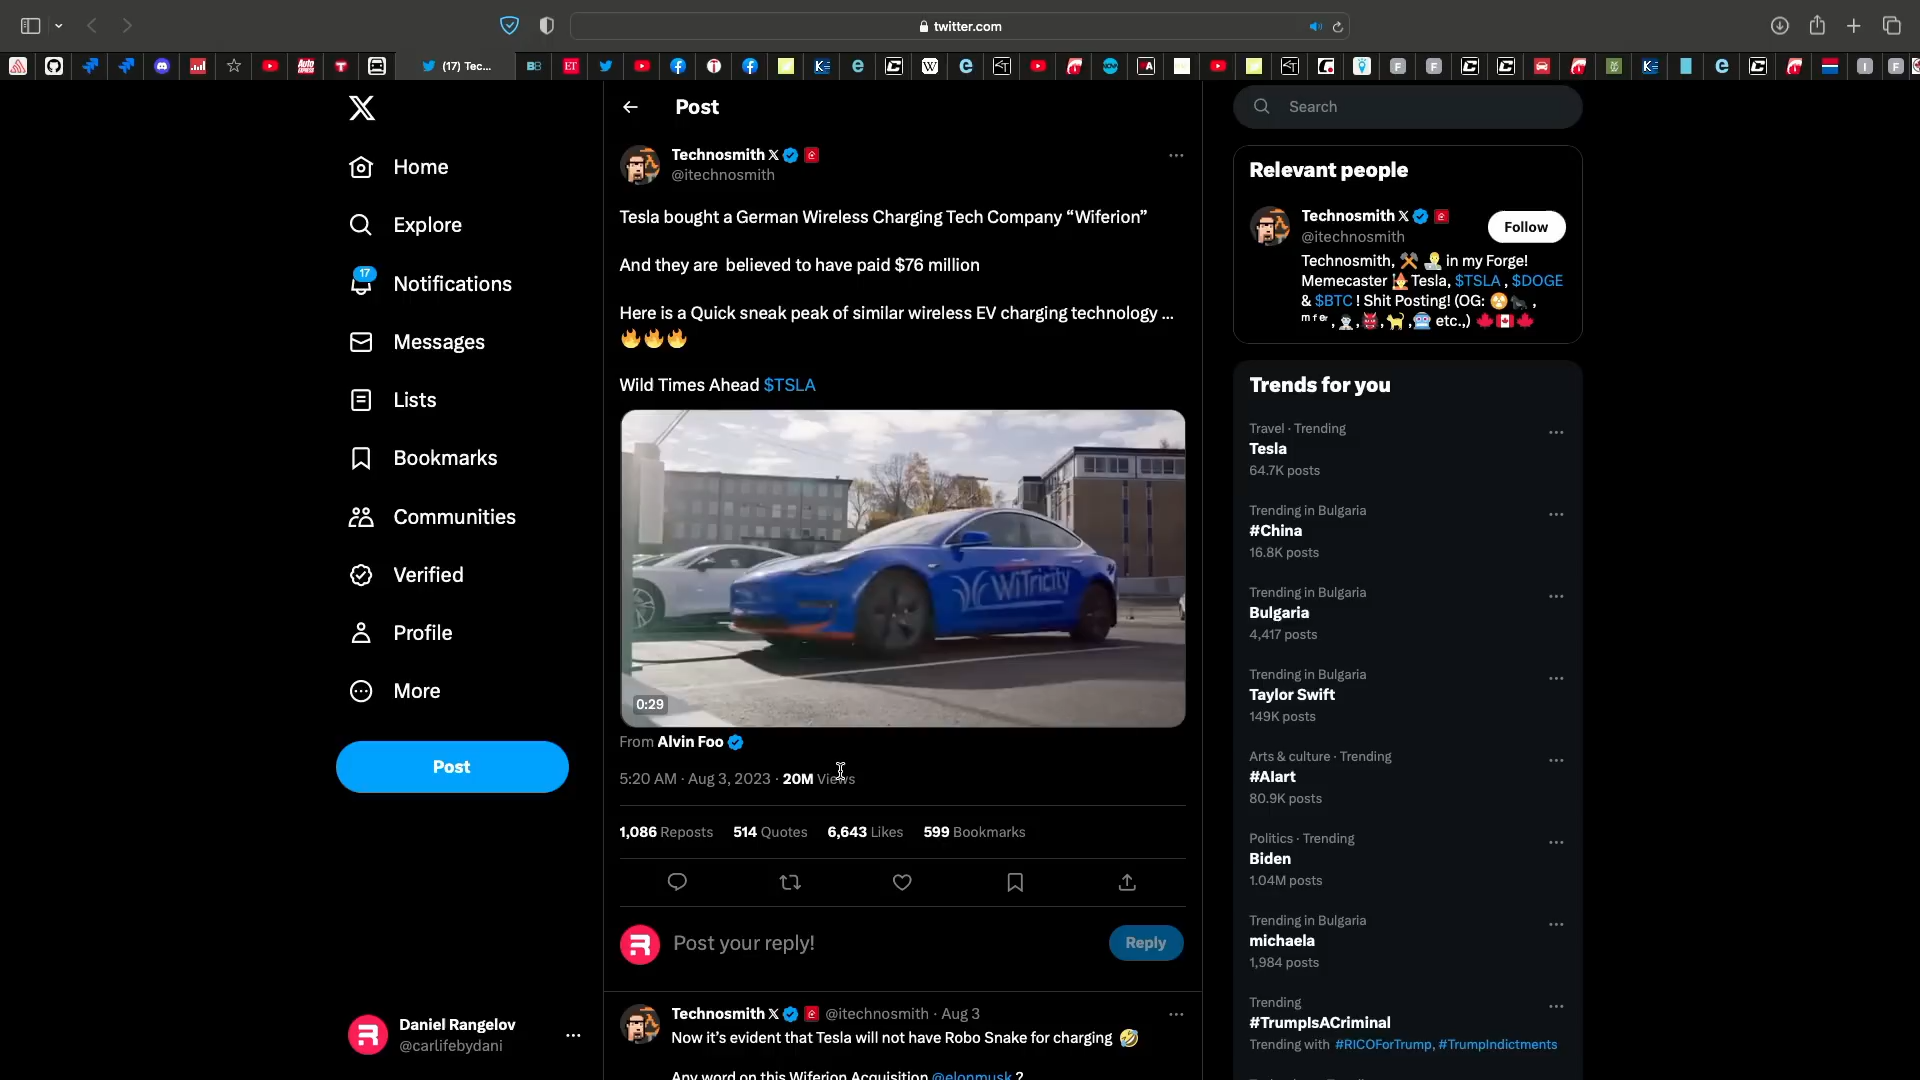 twitter.com
(17) Tec...
Home
Explore
17
Notifications
Messages
Lists
Bookmarks
Communities
Verified
Profile
More
Post
Daniel Rangelov
@carlifebydani
Post
Technosmith X
@itechnosmith
Tesla bought a German Wireless Charging Tech Company “Wiferion”
And they are  believed to have paid $76 million
Here is a Quick sneak peak of similar wireless EV charging technology ...
Wild Times Ahead $TSLA
WiTricity
0:29
From Alvin Foo
5:20 AM · Aug 3, 2023 · 20M Views
1,086 Reposts 514 Quotes 6,643 Likes 599 Bookmarks
Post your reply!
Reply
Technosmith X @itechnosmith · Aug 3
Now it’s evident that Tesla will not have Robo Snake for charging
Any word on this Wiferion Acquisition @elonmusk ?
Search
Relevant people
Technosmith X
@itechnosmith
Follow
Technosmith, in my Forge!
Memecaster Tesla, $TSLA , $DOGE
& $BTC ! Shit Posting! (OG: ,
ᵐᶠᵉʳ, , , , etc.,)
Trends for you
Travel · Trending
Tesla
64.7K posts
Trending in Bulgaria
#China
16.8K posts
Trending in Bulgaria
Bulgaria
4,417 posts
Trending in Bulgaria
Taylor Swift
149K posts
Arts & culture · Trending
#AIart
80.9K posts
Politics · Trending
Biden
1.04M posts
Trending in Bulgaria
michaela
1,984 posts
Trending
#TrumpIsACriminal
Trending with #RICOForTrump, #TrumpIndictments